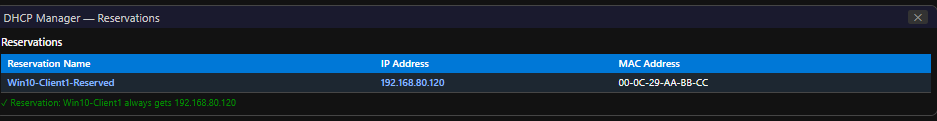 DHCP Manager — Reservations
Reservations
Reservation Name IP Address MAC Address
Win10-Client1-Reserved 192.168.80.120 00-0C-29-AA-BB-CC
✓ Reservation: Win10-Client1 always gets 192.168.80.120